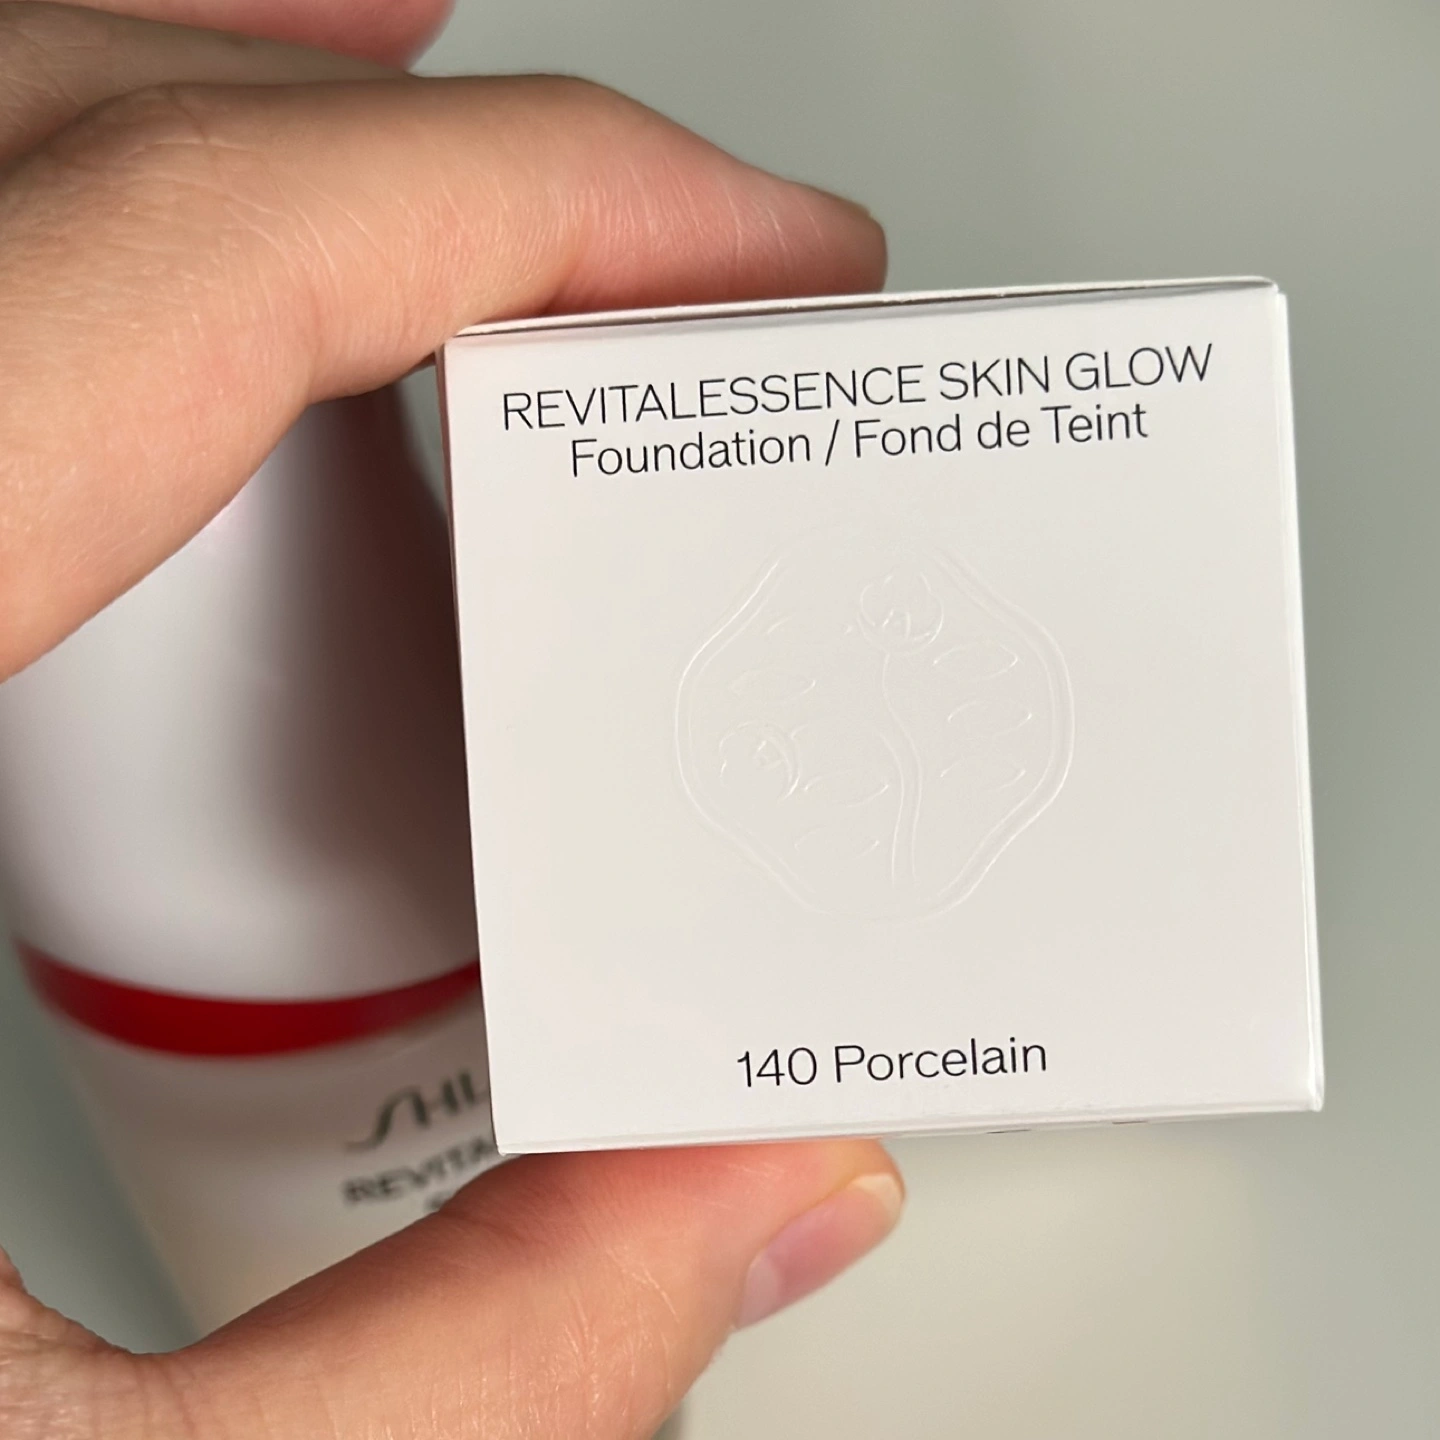 REVITALESSENCE SKIN GLOW
Foundation / Fond de Teint
140 Porcelain